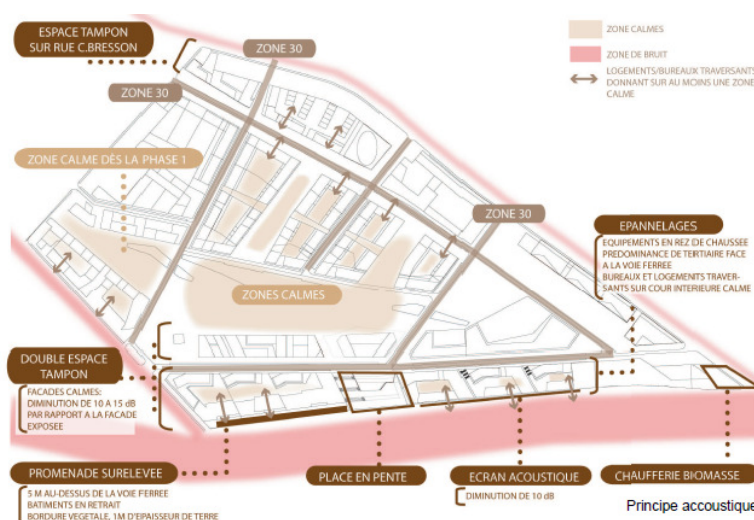 ESPACE TAMPON
SUR RUE C.BRESSON
ZONE 30
ZONE 30
ZONE CALMES
ZONE DE BRUIT
LOGEMENTS/BUREAUX TRAVERSANTS
DONNANT SUR AU MOINS UNE ZONE
CALME
ZONE CALME DÈS LA PHASE 1
ZONE 30
EPANNELAGES
EQUIPEMENTS EN REZ DE CHAUSSEE
PREDOMINANCE DE TERTIAIRE FACE
A LA VOIE FERREE
BUREAUX ET LOGEMENTS TRAVER-
SANTS SUR COUR INTERIEURE CALME
ZONES CALMES
DOUBLE ESPACE
TAMPON
FACADES CALMES:
DIMINUTION DE 10 A 15 dB
PAR RAPPORT A LA FACADE
EXPOSEE
PROMENADE SURELEVEE
5 M AU-DESSUS DE LA VOIE FERREE
BATIMENTS EN RETRAIT
BORDURE VEGETALE, 1M D'EPAISSEUR DE TERRE
PLACE EN PENTE
ECRAN ACOUSTIQUE
DIMINUTION DE 10 dB
CHAUFFERIE BIOMASSE
Principe accoustique